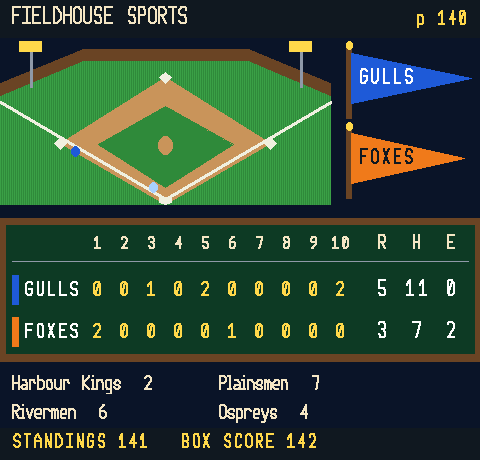 FIELDHOUSE SPORTS p 140
GULLS
FOXES
1 2 3 4 5 6 7 8 9 10 R H E
GULLS 0 0 1 0 2 0 0 0 0 2 5 11 0
FOXES 2 0 0 0 0 1 0 0 0 0 3 7 2
Harbour Kings 2 Plainsmen 7
Rivermen 6 Ospreys 4
STANDINGS 141 BOX SCORE 142